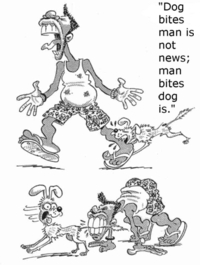 "Dog
bites
man is
not
news;
man
bites
dog
is."